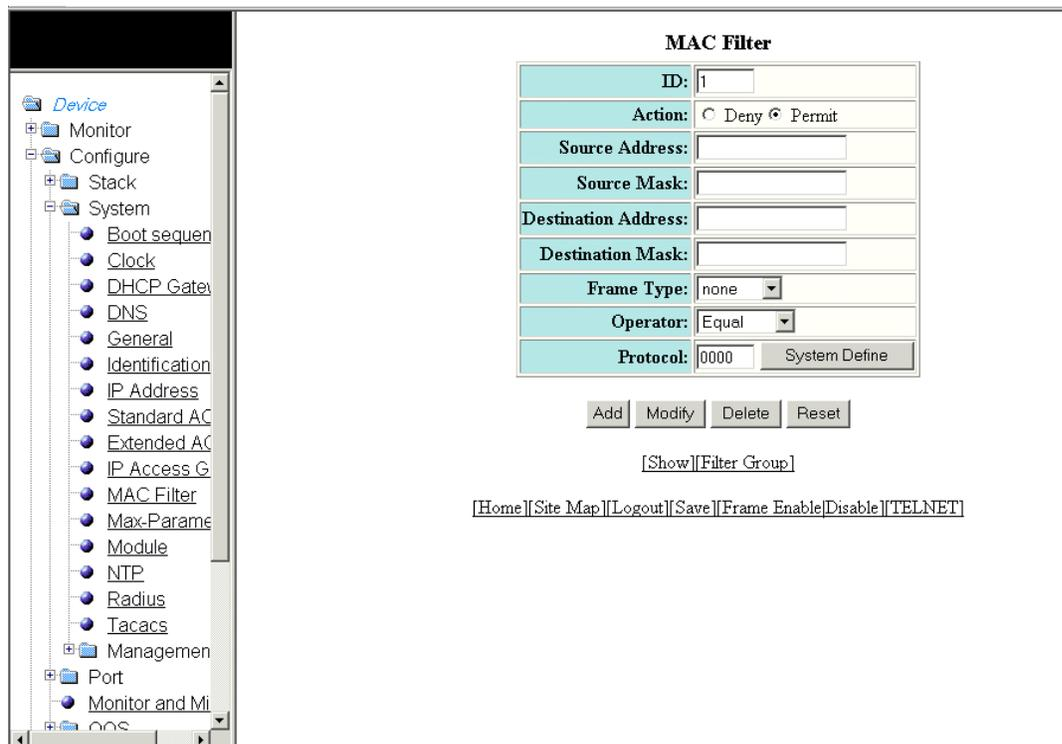 Device
Monitor
Configure
Stack
System
Boot sequen
Clock
DHCP Gatew
DNS
General
Identification
IP Address
Standard AC
Extended AC
IP Access G
MAC Filter
Max-Parame
Module
NTP
Radius
Tacacs
Managemen
Port
Monitor and Mi
QOS
MAC Filter
ID: 1
Action: Deny Permit
Source Address:
Source Mask:
Destination Address:
Destination Mask:
Frame Type: none
Operator: Equal
Protocol: 0000 System Define
Add Modify Delete Reset
[Show][Filter Group]
[Home][Site Map][Logout][Save][Frame Enable|Disable][TELNET]